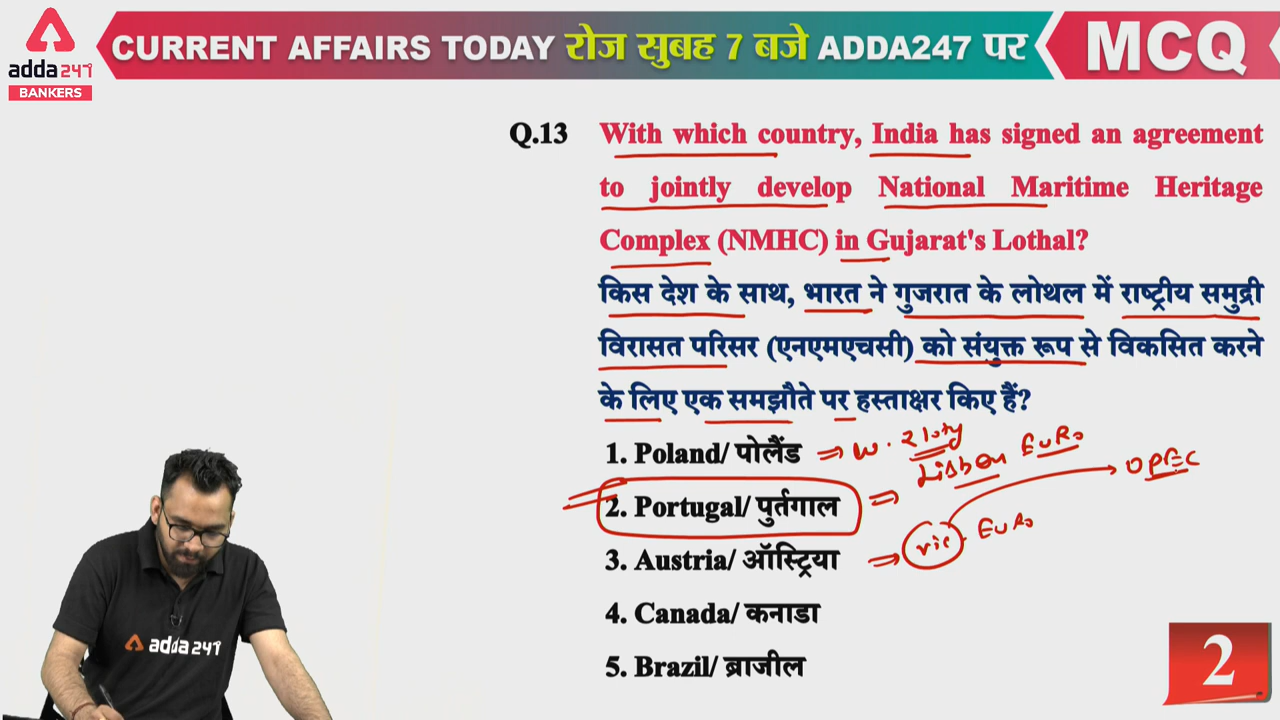 CURRENT AFFAIRS TODAY रोज सुबह 7 बजे ADDA247 पर
MCQ
adda247
BANKERS
Q.13 With which country, India has signed an agreement
to jointly develop National Maritime Heritage
Complex (NMHC) in Gujarat's Lothal?
किस देश के साथ, भारत ने गुजरात के लोथल में राष्ट्रीय समुद्री
विरासत परिसर (एनएमएचसी) को संयुक्त रूप से विकसित करने
के लिए एक समझौते पर हस्ताक्षर किए हैं?
1. Poland/ पोलैंड
W. Zloty
2. Portugal/ पुर्तगाल
Lisbon Euro
OPEC
3. Austria/ ऑस्ट्रिया
Vie. Euro
4. Canada/ कनाडा
5. Brazil/ ब्राजील
adda247
2